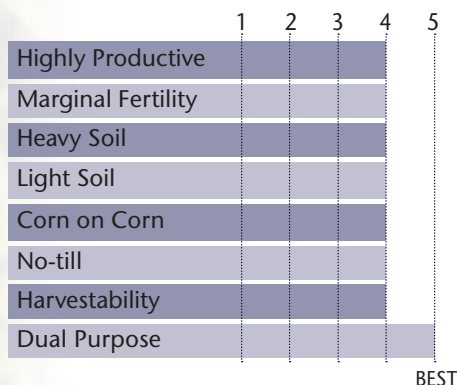 1 2 3 4 5
Highly Productive
Marginal Fertility
Heavy Soil
Light Soil
Corn on Corn
No-till
Harvestability
Dual Purpose
BEST